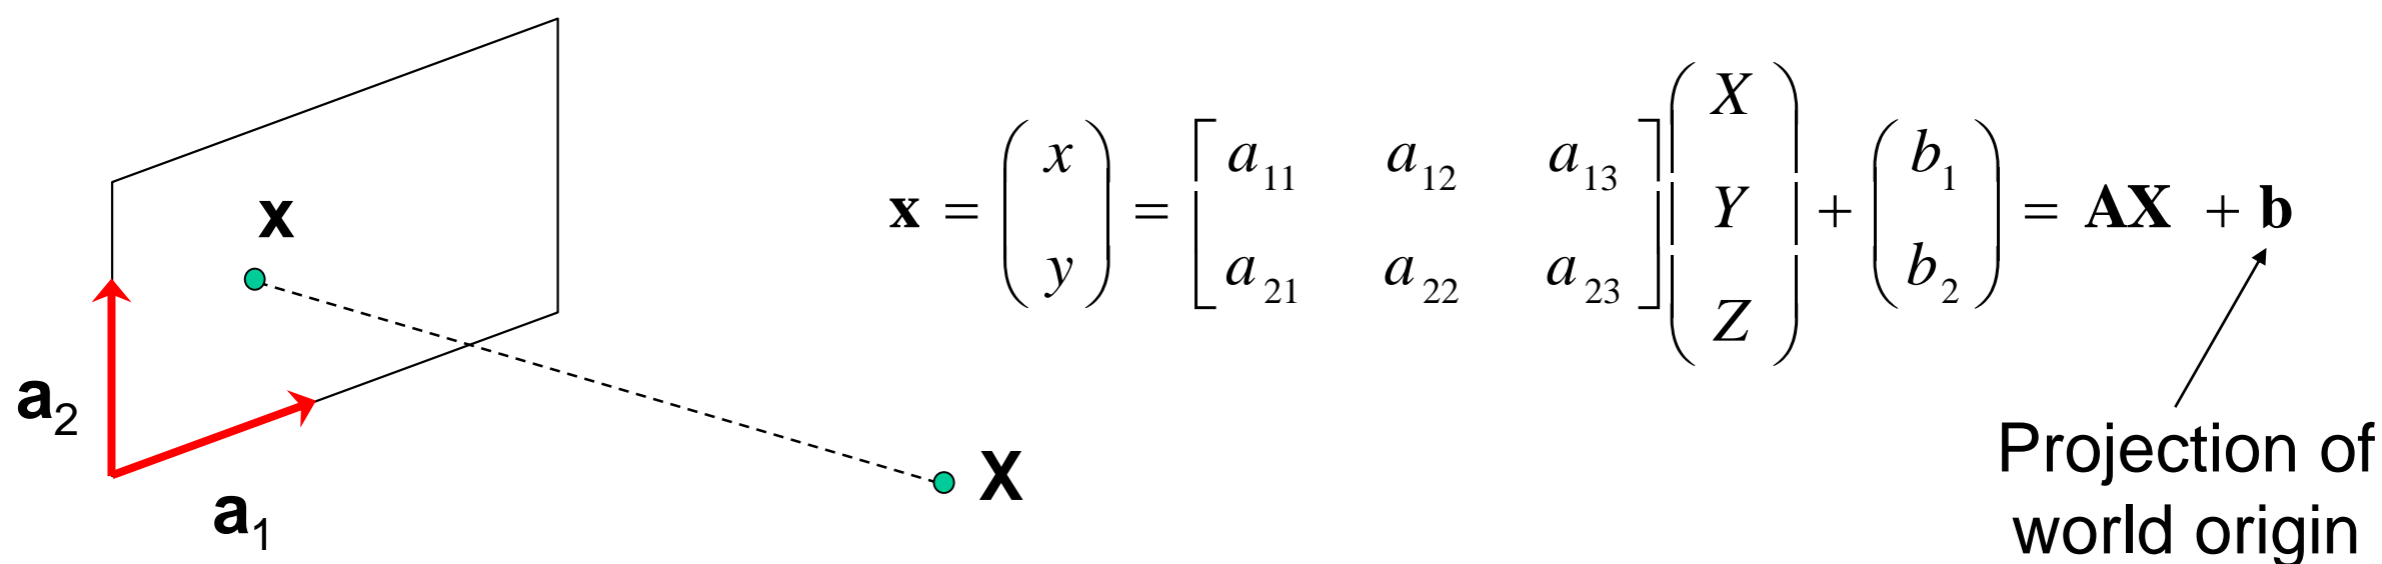 x
a₂
a₁
X
x = ( x y ) = [ a₁₁ a₁₂ a₁₃ a₂₁ a₂₂ a₂₃ ] ( X Y Z ) + ( b₁ b₂ ) = AX + b
Projection of
world origin